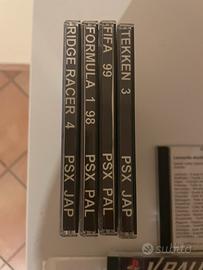 RIDGE RACER 4 PSX JAP
FORMULA 1 98 PSX PAL
FIFA 99 PSX PAL
TEKKEN 3 PSX JAP
subito